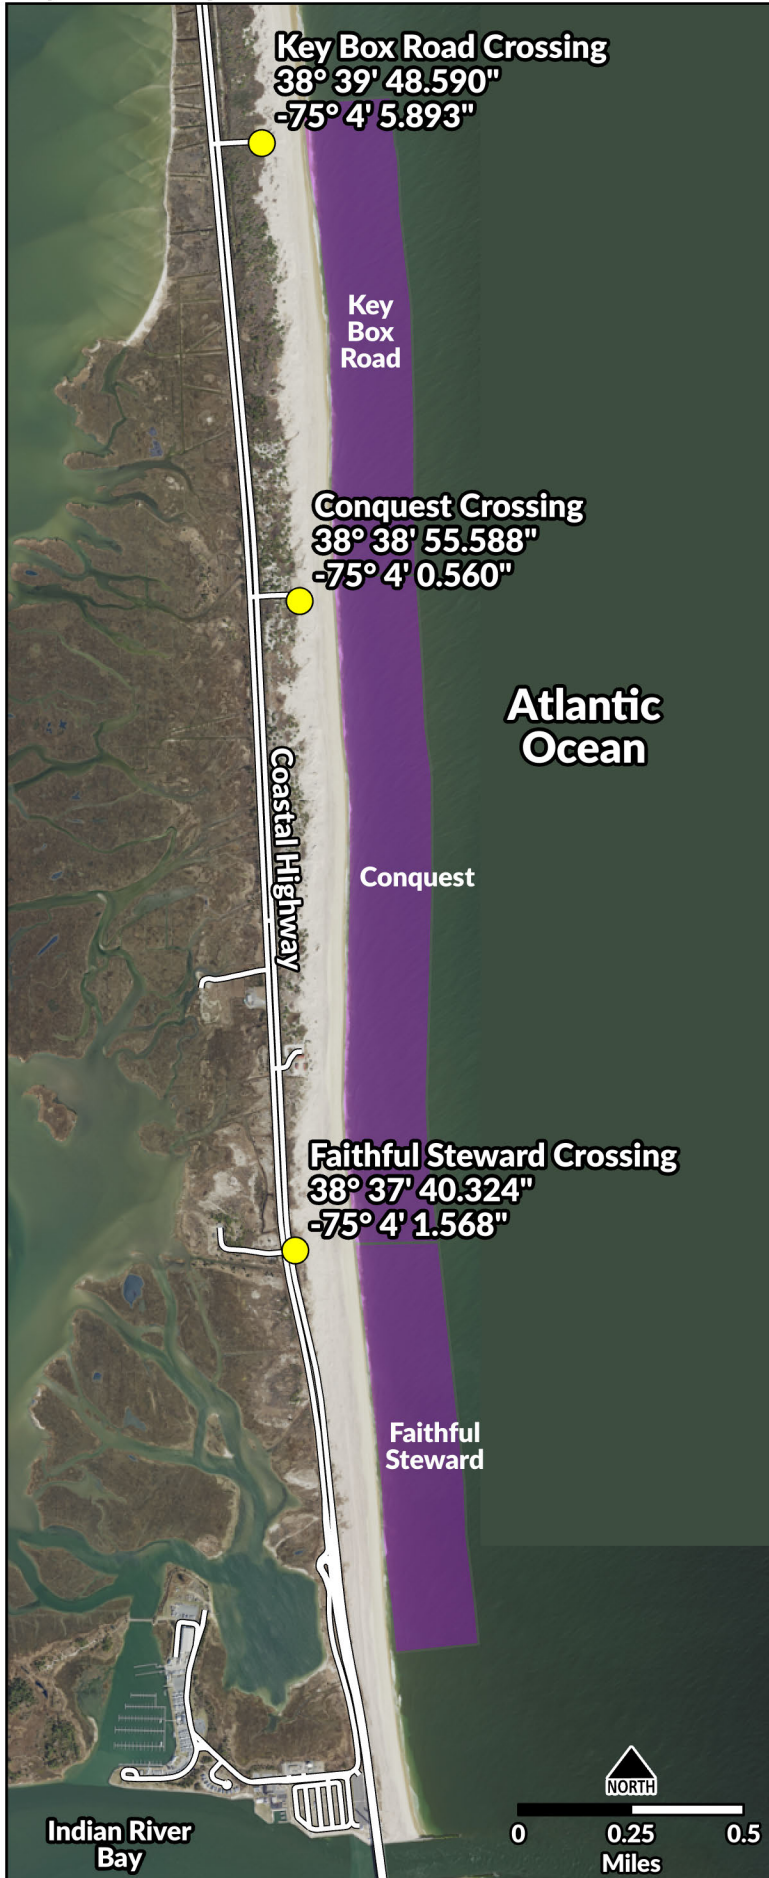 Key Box Road Crossing
38° 39' 48.590"
-75° 4' 5.893"
Key
Box
Road
Conquest Crossing
38° 38' 55.588"
-75° 4' 0.560"
Atlantic
Ocean
Coastal Highway
Conquest
Faithful Steward Crossing
38° 37' 40.324"
-75° 4' 1.568"
Faithful
Steward
NORTH
0 0.25 0.5
Miles
Indian River
Bay